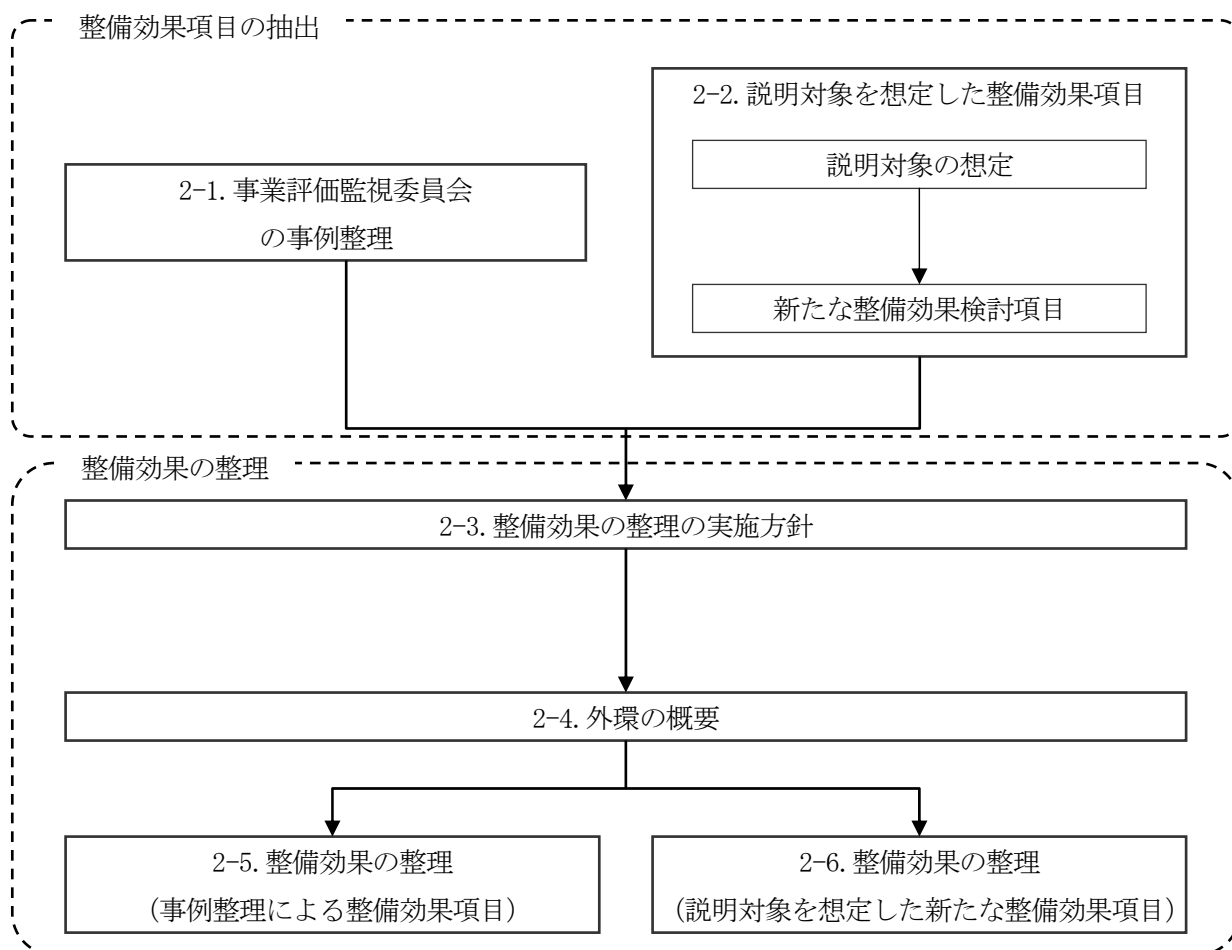 整備効果項目の抽出
2-1.事業評価監視委員会
の事例整理
2-2.説明対象を想定した整備効果項目
説明対象の想定
新たな整備効果検討項目
整備効果の整理
2-3.整備効果の整理の実施方針
2-4.外環の概要
2-5.整備効果の整理
（事例整理による整備効果項目）
2-6.整備効果の整理
（説明対象を想定した新たな整備効果項目）